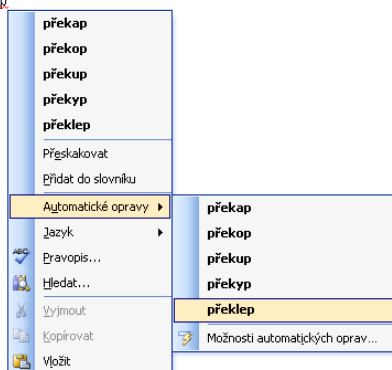 překap
překop
překup
překyp
překlep
Přeskakovat
Přidat do slovníku
Automatické opravy
Jazyk
ABC
Pravopis...
Hledat...
Vyjmout
Kopírovat
Vložit
překap
překop
překup
překyp
překlep
Možnosti automatických oprav...